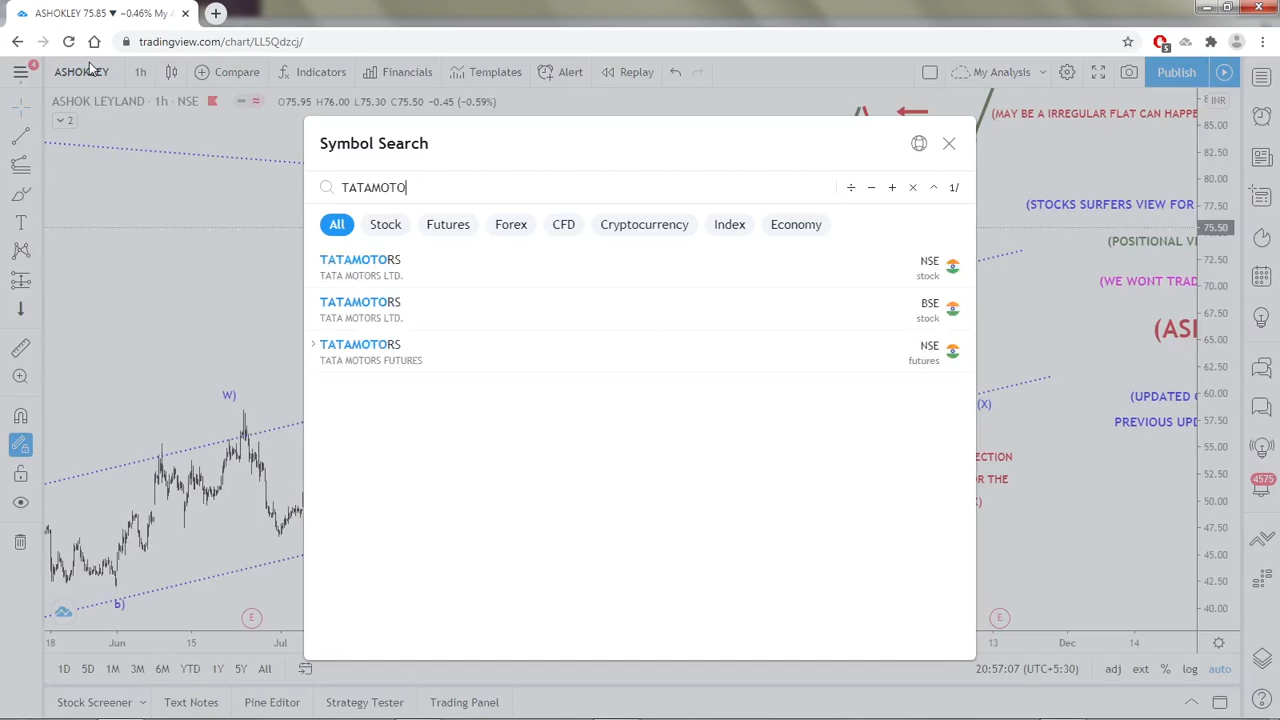 ASHOKLEY 75.85 ▼ −0.46% My A
tradingview.com/chart/LL5Qdzcj/
5
4
ASHOKLEY 1h Compare Indicators Financials Templates Alert Replay My Analysis Publish
ASHOK LEYLAND · 1h · NSE O75.95 H76.00 L75.30 C75.50 −0.45 (−0.59%)
INR
2
(MAY BE A IRREGULAR FLAT CAN HAPPE
85.00
Symbol Search
82.50
80.00
TATAMOTO ÷ − + × 1/
(STOCKS SURFERS VIEW FOR
77.50
All Stock Futures Forex CFD Cryptocurrency Index Economy
75.50
(POSITIONAL VI
72.50
TATAMOTORS NSE
TATA MOTORS LTD. stock
(WE WONT TRAD
70.00
TATAMOTORS BSE
TATA MOTORS LTD. stock
67.50
(ASI
65.00
TATAMOTORS NSE
TATA MOTORS FUTURES futures
62.50
60.00
W)
(X)
(UPDATED C
57.50
PREVIOUS UPD
55.00
ECTION
52.50
R THE
4575
50.00
47.50
45.00
42.50
b)
40.00
E
E
18 Jun 15 Jul 13 Dec 14
1D 5D 1M 3M 6M YTD 1Y 5Y All 20:57:07 (UTC+5:30) adj ext % log auto
Stock Screener Text Notes Pine Editor Strategy Tester Trading Panel